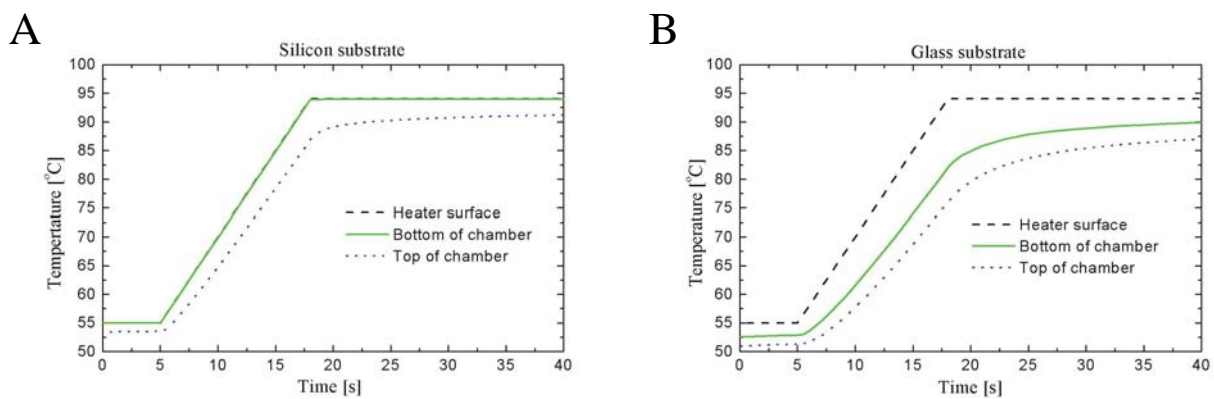 A
Silicon substrate
100
95
90
85
80
75
70
65
60
55
50
Tempertature [°C]
Heater surface
Bottom of chamber
Top of chamber
0 5 10 15 20 25 30 35 40
Time [s]
B
Glass substrate
100
95
90
85
80
75
70
65
60
55
50
Temperature [°C]
Heater surface
Bottom of chamber
Top of chamber
0 5 10 15 20 25 30 35 40
Time [s]